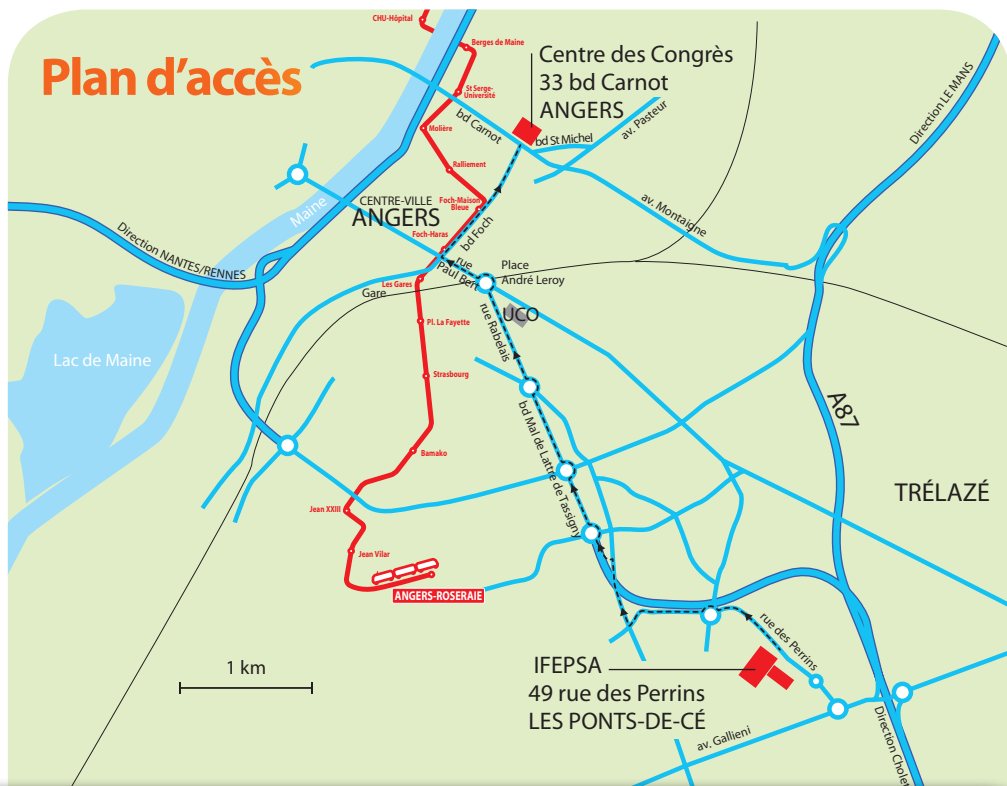 Plan d'accès
CHU-Hôpital
Berges de Maine
St Serge-
Université
Molière
Ralliement
Foch-Maison
Bleue
Foch-Haras
Les Gares
Pl. La Fayette
Strasbourg
Bamako
Jean XXIII
Jean Vilar
ANGERS-ROSERAIE
Centre des Congrès
33 bd Carnot
ANGERS
bd Carnot
bd St Michel
av. Pasteur
Direction LE MANS
av. Montaigne
CENTRE-VILLE
ANGERS
Maine
Direction NANTES/RENNES
bd Foch
rue
Paul Bert
Place
André Leroy
Gare
UCO
rue Rabelais
Lac de Maine
bd Mal de Lattre de Tassigny
A87
TRÉLAZÉ
1 km
rue des Perrins
IFEPSA
49 rue des Perrins
LES PONTS-DE-CÉ
av. Gallieni
Direction Cholet